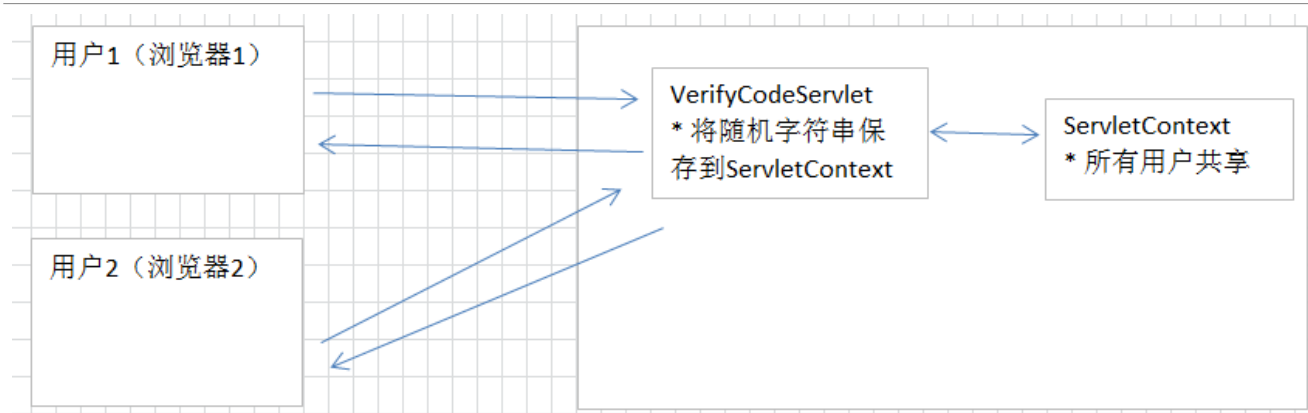 用户1（浏览器1）
VerifyCodeServlet
* 将随机字符串保
存到ServletContext
ServletContext
* 所有用户共享
用户2（浏览器2）